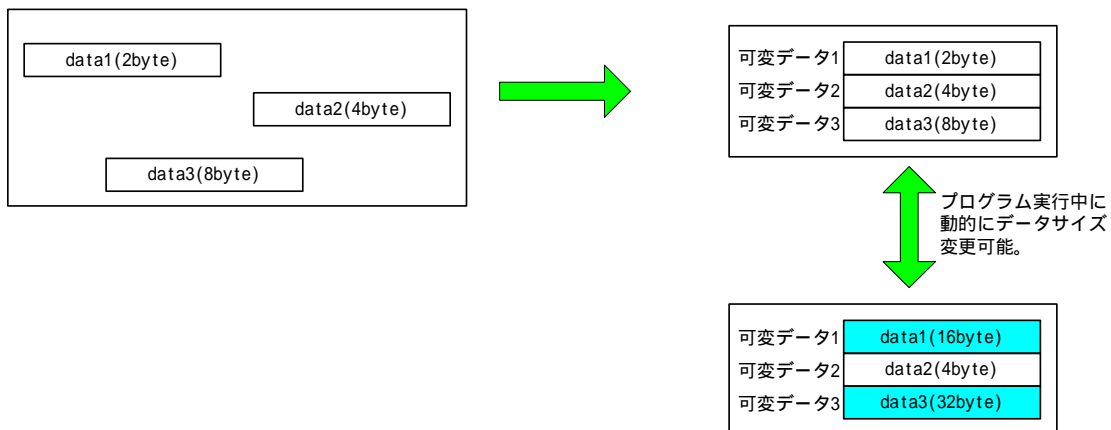 data1(2byte)
data2(4byte)
data3(8byte)
可変データ1 data1(2byte)
可変データ2 data2(4byte)
可変データ3 data3(8byte)
プログラム実行中に
動的にデータサイズ
変更可能。
可変データ1 data1(16byte)
可変データ2 data2(4byte)
可変データ3 data3(32byte)